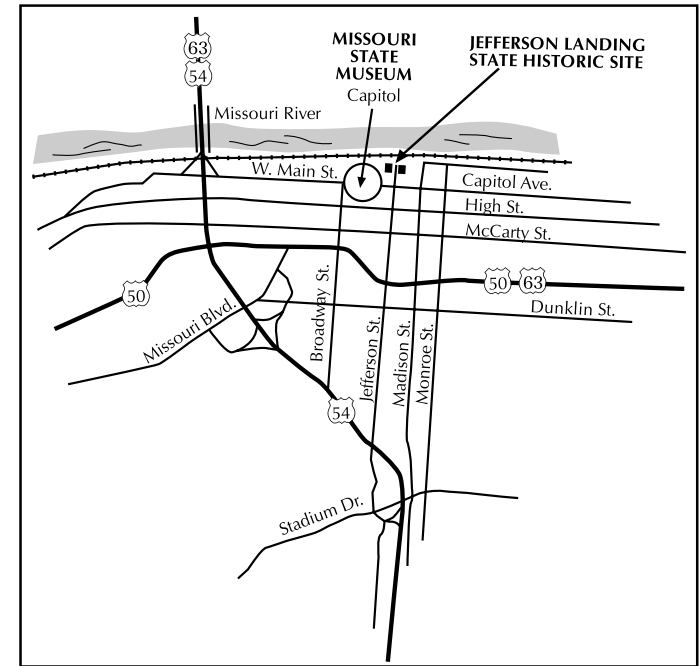 63
54
MISSOURI
STATE
MUSEUM
Capitol
JEFFERSON LANDING
STATE HISTORIC SITE
Missouri River
W. Main St.
Capitol Ave.
High St.
McCarty St.
50
50
63
Dunklin St.
Missouri Blvd.
Broadway St.
Jefferson St.
Madison St.
Monroe St.
54
Stadium Dr.